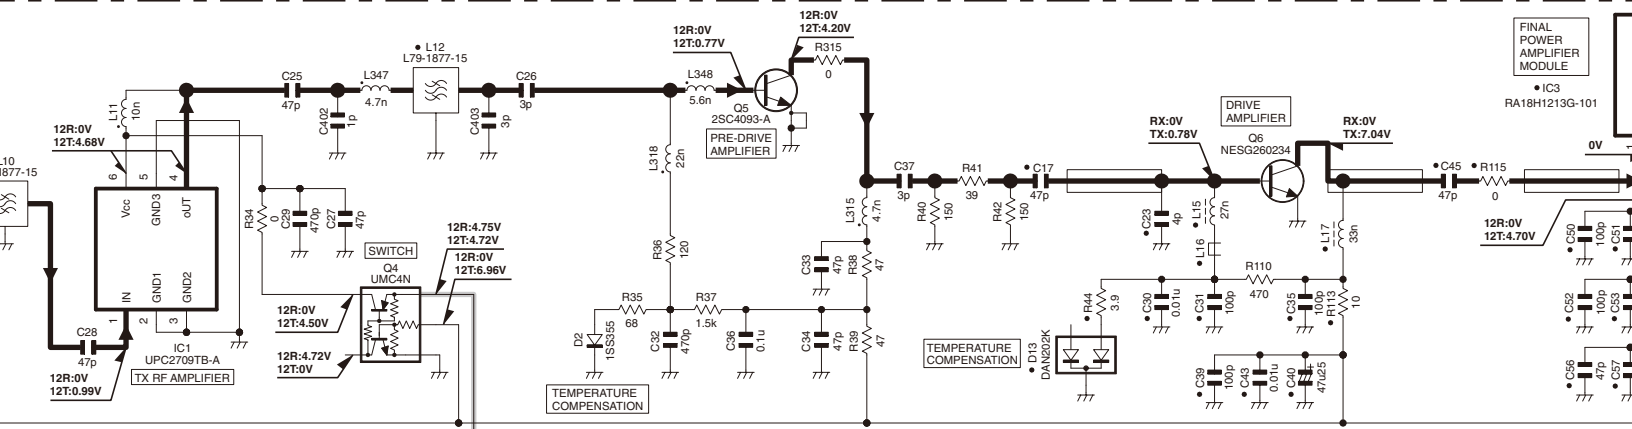 L10
1877-15
12R:0V
12T:4.68V
L11
10n
C25
47p
C402
1p
L347
4.7n
• L12
L79-1877-15
C403
3p
C26
3p
12R:0V
12T:0.77V
L348
5.6n
Q5
2SC4093-A
PRE-DRIVE
AMPLIFIER
12R:0V
12T:4.20V
R315
0
6
5
4
Vcc
GND3
oUT
IN
GND1
GND2
1
2
3
IC1
UPC2709TB-A
TX RF AMPLIFIER
C28
47p
12R:0V
12T:0.99V
R34
0
C29
470p
C27
47p
SWITCH
Q4
UMC4N
12R:4.75V
12T:4.72V
12R:0V
12T:6.96V
12R:0V
12T:4.50V
12R:4.72V
12T:0V
L318
22n
R36
120
R35
68
R37
1.5k
D2
1SS355
C32
470p
C36
0.1u
C34
47p
R39
47
TEMPERATURE
COMPENSATION
L315
4.7n
C33
47p
R38
47
C37
3p
R40
150
R41
39
R42
150
• C17
47p
RX:0V
TX:0.78V
DRIVE
AMPLIFIER
Q6
NESG260234
RX:0V
TX:7.04V
• C23
4p
• L15
27n
• L16
• L17
33n
R110
470
• R44
3.9
• C30
0.01u
• C31
100p
• C35
100p
• R113
10
TEMPERATURE
COMPENSATION
• D13
DAN202K
• C39
100p
• C43
0.01u
• C40
47u25
• C45
47p
• R115
0
12R:0V
12T:4.70V
0V
1
FINAL
POWER
AMPLIFIER
MODULE
• IC3
RA18H1213G-101
• C50
100p
• C51
• C52
100p
• C53
• C56
47p
• C57